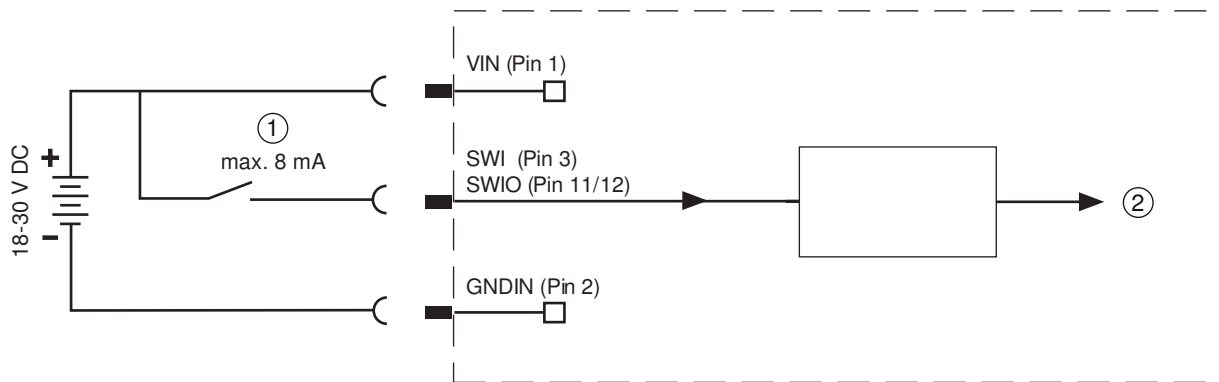 VIN (Pin 1)
1
max. 8 mA
SWI (Pin 3)
SWIO (Pin 11/12)
+
18-30 V DC
-
2
GNDIN (Pin 2)